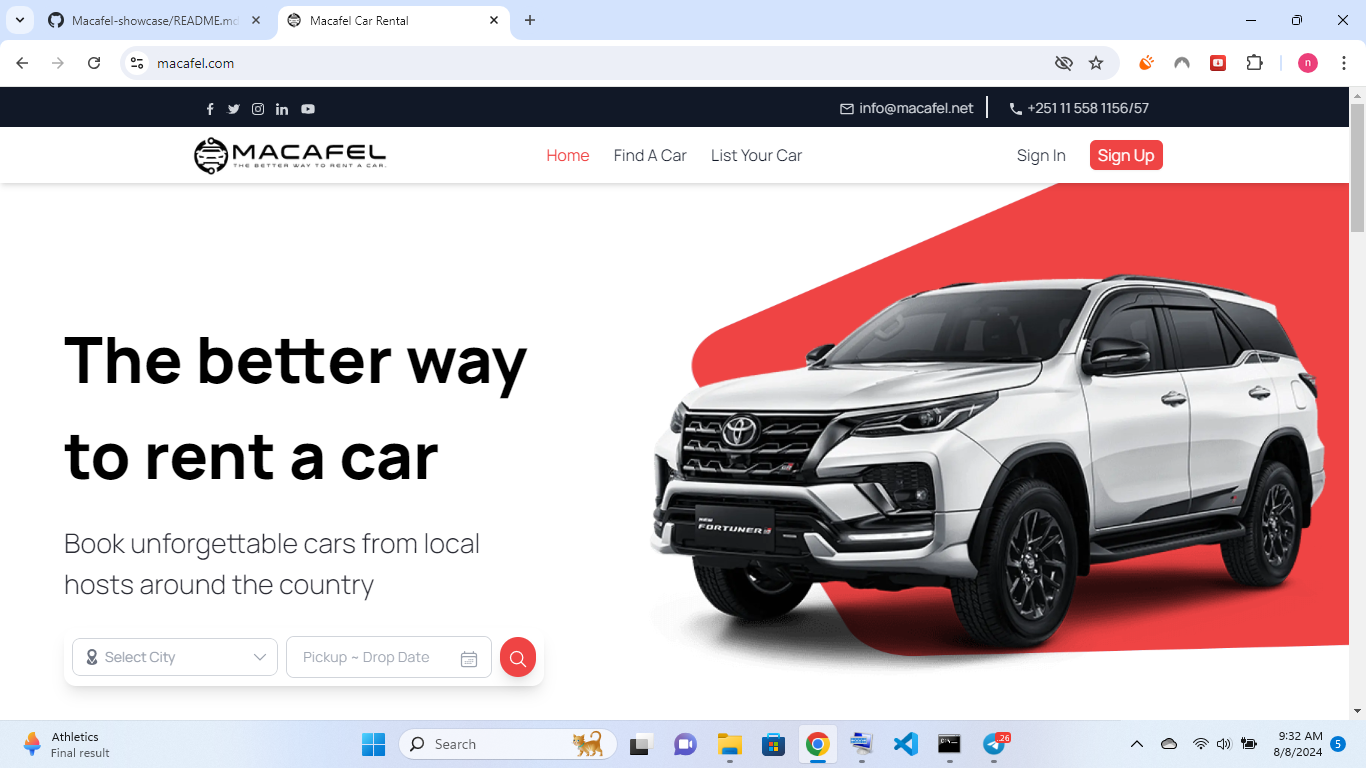 Macafel-showcase/README.md
Macafel Car Rental
macafel.com
n
info@macafel.net
+251 11 558 1156/57
MACAFEL
THE BETTER WAY TO RENT A CAR.
Home
Find A Car
List Your Car
Sign In
Sign Up
The better way
to rent a car
Book unforgettable cars from local
hosts around the country
Select City
Pickup ~ Drop Date
NEW
FORTUNER
Athletics
Final result
Search
26
9:32 AM
8/8/2024
5